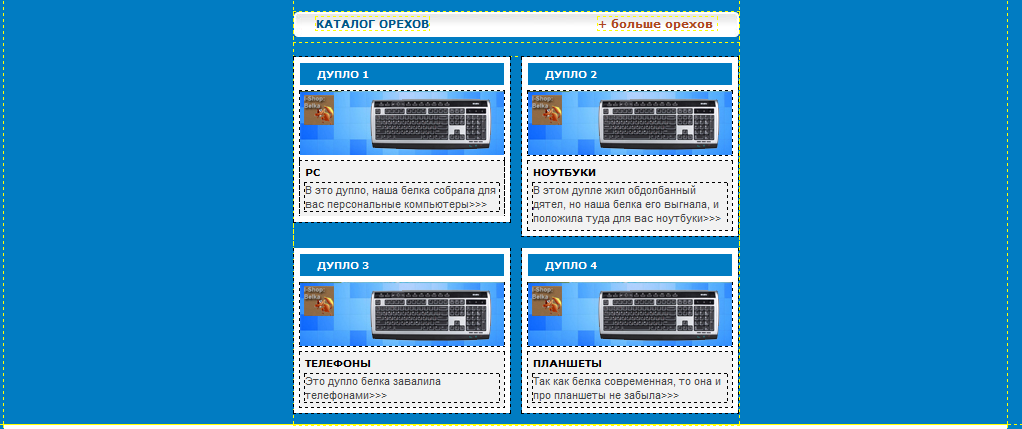 КАТАЛОГ ОРЕХОВ
+ больше орехов
ДУПЛО 1
I-Shop:
Belka
PC
В это дупло, наша белка собрала для
вас персональные компьютеры>>>
ДУПЛО 2
I-Shop:
Belka
НОУТБУКИ
В этом дупле жил обдолбанный
дятел, но наша белка его выгнала, и
положила туда для вас ноутбуки>>>
ДУПЛО 3
I-Shop:
Belka
ТЕЛЕФОНЫ
Это дупло белка завалила
телефонами>>>
ДУПЛО 4
I-Shop:
Belka
ПЛАНШЕТЫ
Так как белка современная, то она и
про планшеты не забыла>>>